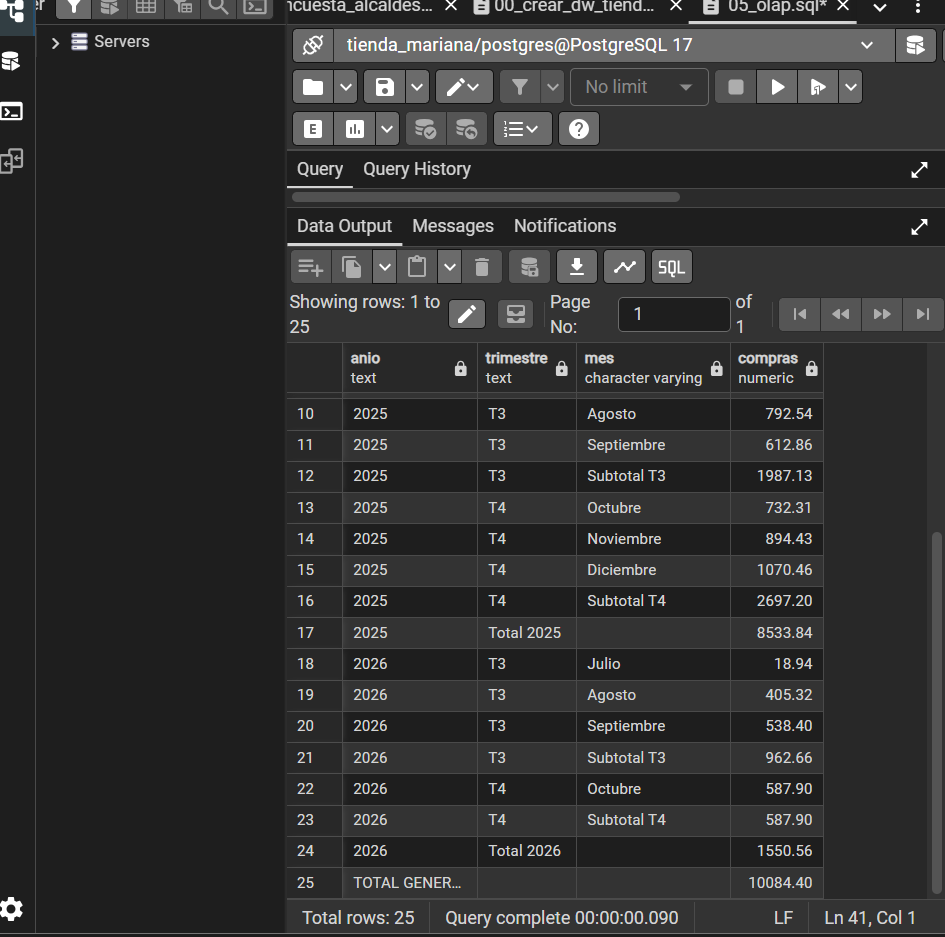 ncuesta_alcaldes... 00_crear_dw_tiend... 05_olap.sql*
Servers
tienda_mariana/postgres@PostgreSQL 17
No limit
E
Query Query History
Data Output Messages Notifications
SQL
Showing rows: 1 to 25 Page No: 1 of 1
anio text trimestre text mes character varying compras numeric
10 2025 T3 Agosto 792.54
11 2025 T3 Septiembre 612.86
12 2025 T3 Subtotal T3 1987.13
13 2025 T4 Octubre 732.31
14 2025 T4 Noviembre 894.43
15 2025 T4 Diciembre 1070.46
16 2025 T4 Subtotal T4 2697.20
17 2025 Total 2025 8533.84
18 2026 T3 Julio 18.94
19 2026 T3 Agosto 405.32
20 2026 T3 Septiembre 538.40
21 2026 T3 Subtotal T3 962.66
22 2026 T4 Octubre 587.90
23 2026 T4 Subtotal T4 587.90
24 2026 Total 2026 1550.56
25 TOTAL GENER... 10084.40
Total rows: 25 Query complete 00:00:00.090 LF Ln 41, Col 1